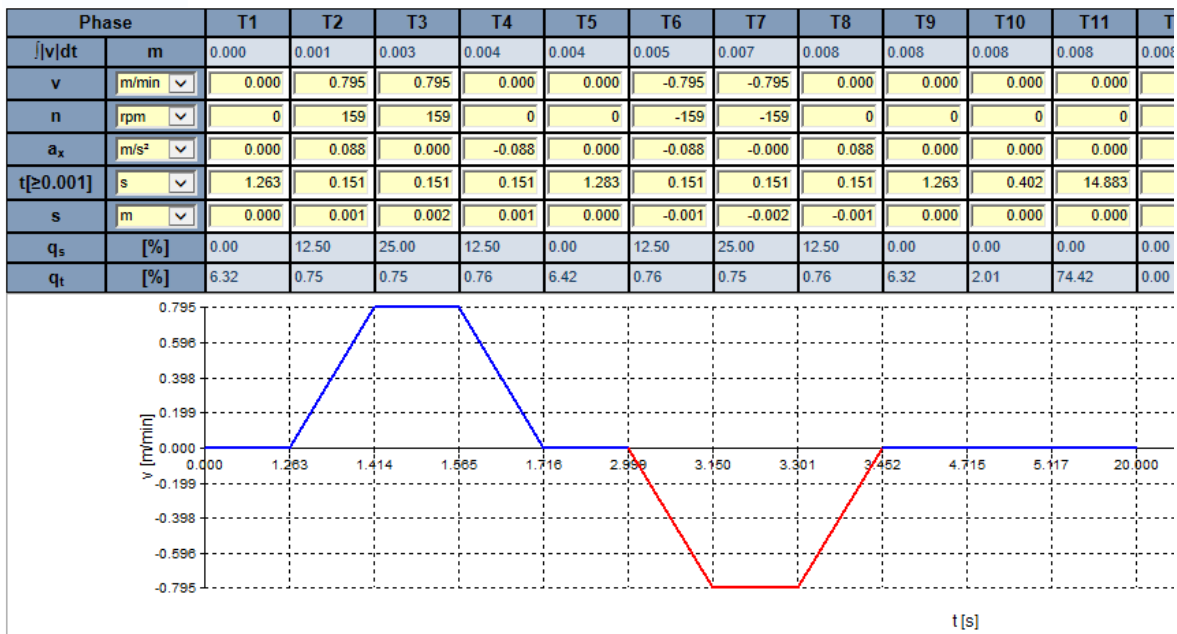 Phase T1 T2 T3 T4 T5 T6 T7 T8 T9 T10 T11 T
∫|v|dt m 0.000 0.001 0.003 0.004 0.004 0.005 0.007 0.008 0.008 0.008 0.008 0.008
v m/min 0.000 0.795 0.795 0.000 0.000 -0.795 -0.795 0.000 0.000 0.000 0.000
n rpm 0 159 159 0 0 -159 -159 0 0 0 0
aₓ m/s² 0.000 0.088 0.000 -0.088 0.000 -0.088 -0.000 0.088 0.000 0.000 0.000
t[≥0.001] s 1.263 0.151 0.151 0.151 1.283 0.151 0.151 0.151 1.263 0.402 14.883
s m 0.000 0.001 0.002 0.001 0.000 -0.001 -0.002 -0.001 0.000 0.000 0.000
qₛ [%] 0.00 12.50 25.00 12.50 0.00 12.50 25.00 12.50 0.00 0.00 0.00 0.00
qₜ [%] 6.32 0.75 0.75 0.76 6.42 0.76 0.75 0.76 6.32 2.01 74.42 0.00
0.795
0.596
0.398
0.199
0.000
v [m/min]
0.000 1.263 1.414 1.565 1.716 2.999 3.150 3.301 3.452 4.715 5.117 20.000
-0.199
-0.398
-0.596
-0.795
t [s]